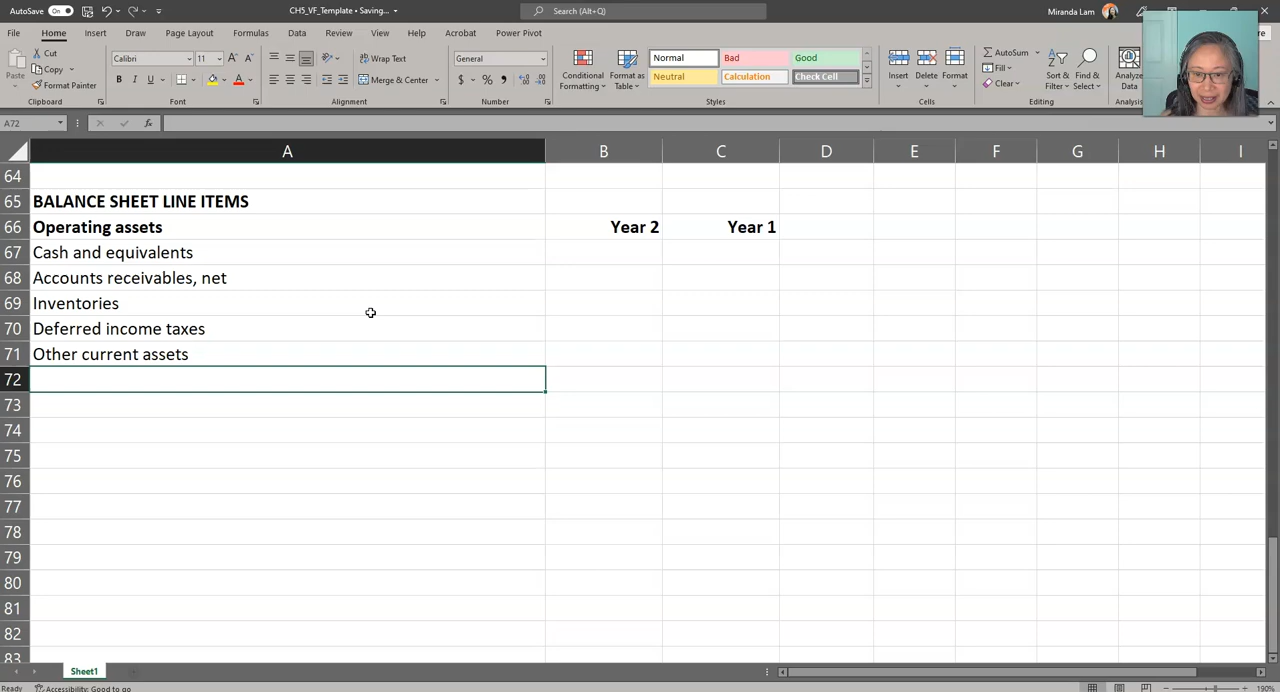 AutoSave On CH5_VF_Template • Saving... Search (Alt+Q) Miranda Lam
File Home Insert Draw Page Layout Formulas Data Review View Help Acrobat Power Pivot
Paste Cut Calibri 11 Wrap Text General Conditional Formatting Format as Table Normal Bad Good Insert Delete Format AutoSum Sort & Filter Find & Select Analyze Data
Copy Merge & Center Neutral Calculation Check Cell Fill
Format Painter Clear
Clipboard Font Alignment Number Styles Cells Editing Analysis
A72 fx
A B C D E F G H I
64
65 BALANCE SHEET LINE ITEMS
66 Operating assets Year 2 Year 1
67 Cash and equivalents
68 Accounts receivables, net
69 Inventories
70 Deferred income taxes
71 Other current assets
72
73
74
75
76
77
78
79
80
81
82
83
Sheet1
Ready Accessibility: Good to go 190%